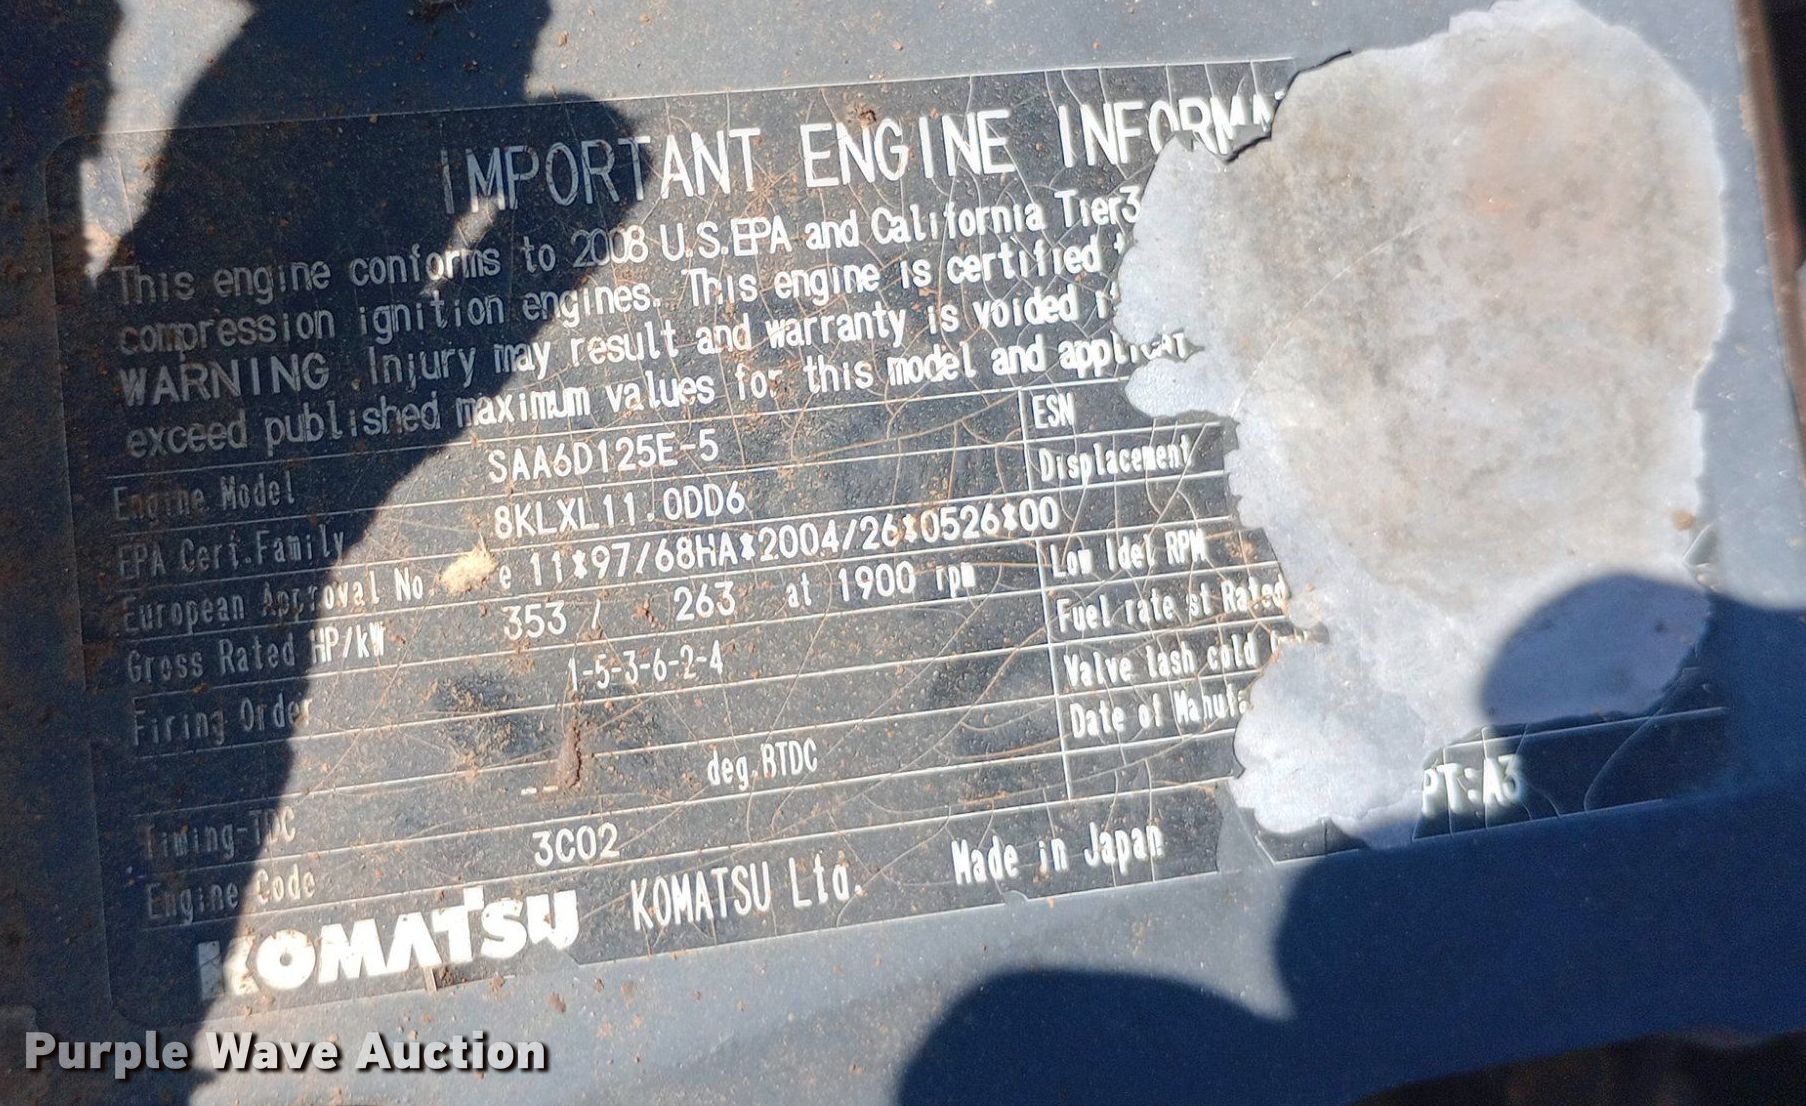 IMPORTANT ENGINE INFORMA
This engine conforms to 2008 U.S.EPA and California Tier3
compression ignition engines. This engine is certified
WARNING Injury may result and warranty is voided
exceed published maximum values for this model and applicat
Engine Model SAA6D125E-5 ESN
EPA Cert.Family 8KLXL11.0DD6 Displacement
European Approval No. e 11*97/68HA*2004/26*0526*00
Gross Rated HP/kW 353 / 263 at 1900 rpm Low Idel RPM
Firing Order 1-5-3-6-2-4 Fuel rate st Rated
Valve lash cold
Date of Manufa
Timing-TDC -- deg.BTDC
Engine Code 3C02 PT:A3
KOMATSU KOMATSU Ltd. Made in Japan
Purple Wave Auction